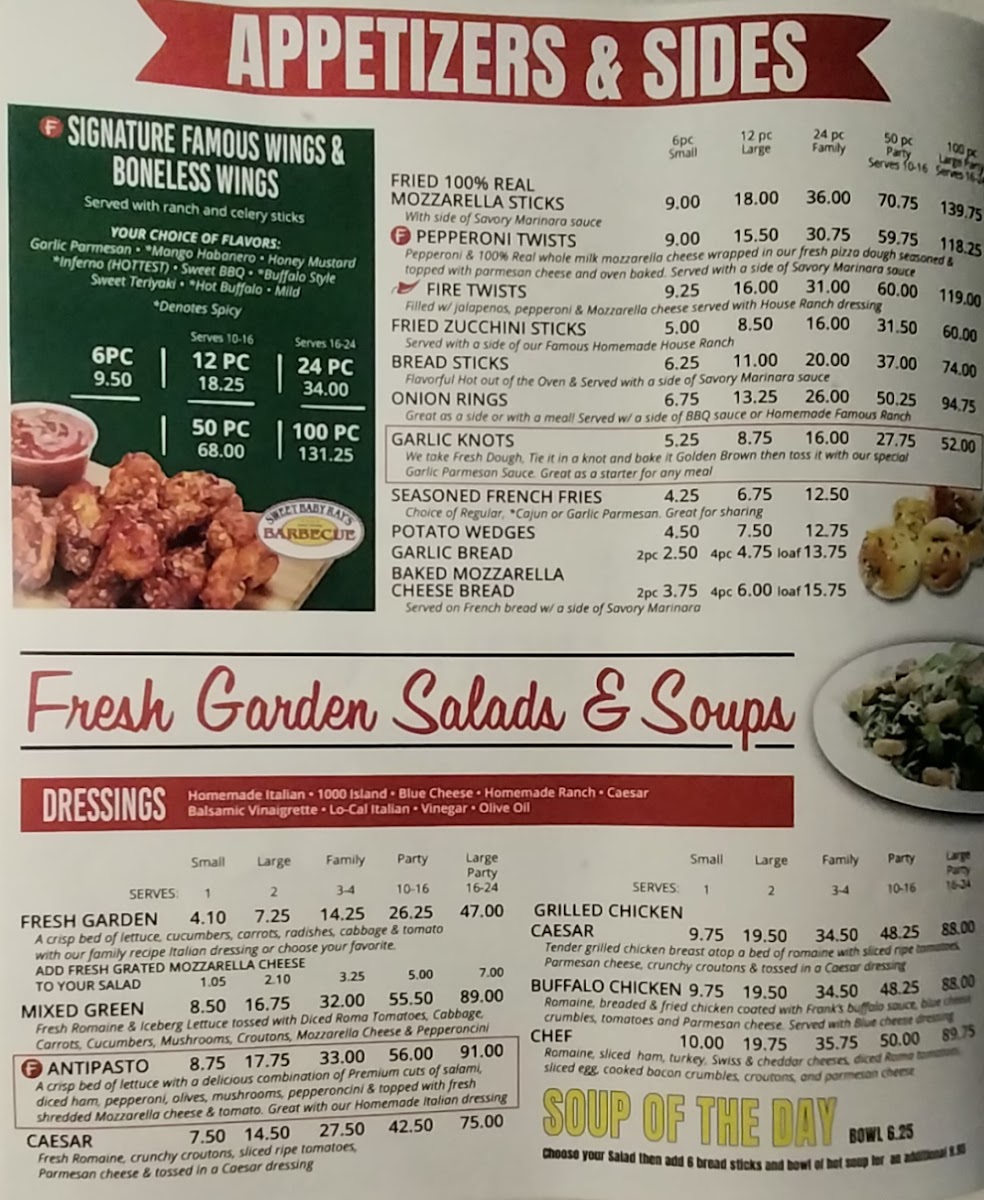 APPETIZERS & SIDES
F SIGNATURE FAMOUS WINGS &
BONELESS WINGS
Served with ranch and celery sticks
YOUR CHOICE OF FLAVORS:
Garlic Parmesan • *Mango Habanero • Honey Mustard
*Inferno (HOTTEST) • Sweet BBQ • *Buffalo Style
Sweet Teriyaki • *Hot Buffalo • Mild
*Denotes Spicy
Serves 10-16 Serves 16-24
6PC 12 PC 24 PC
9.50 18.25 34.00
50 PC 100 PC
68.00 131.25
SWEET BABY RAY'S
BARBECUE
6pc 12 pc 24 pc 50 pc 100 pc
Small Large Family Party Large Party
Serves 10-16 Serves 16-24
FRIED 100% REAL
MOZZARELLA STICKS 9.00 18.00 36.00 70.75 139.75
With side of Savory Marinara sauce
F PEPPERONI TWISTS 9.00 15.50 30.75 59.75 118.25
Pepperoni & 100% Real whole milk mozzarella cheese wrapped in our fresh pizza dough seasoned &
topped with parmesan cheese and oven baked. Served with a side of Savory Marinara sauce
FIRE TWISTS 9.25 16.00 31.00 60.00 119.00
Filled w/ jalapenos, pepperoni & Mozzarella cheese served with House Ranch dressing
FRIED ZUCCHINI STICKS 5.00 8.50 16.00 31.50 60.00
Served with a side of our Famous Homemade House Ranch
BREAD STICKS 6.25 11.00 20.00 37.00 74.00
Flavorful Hot out of the Oven & Served with a side of Savory Marinara sauce
ONION RINGS 6.75 13.25 26.00 50.25 94.75
Great as a side or with a meal! Served w/ a side of BBQ sauce or Homemade Famous Ranch
GARLIC KNOTS 5.25 8.75 16.00 27.75 52.00
We take Fresh Dough, Tie it in a knot and bake it Golden Brown then toss it with our special
Garlic Parmesan Sauce. Great as a starter for any meal
SEASONED FRENCH FRIES 4.25 6.75 12.50
Choice of Regular, *Cajun or Garlic Parmesan. Great for sharing
POTATO WEDGES 4.50 7.50 12.75
GARLIC BREAD 2pc 2.50 4pc 4.75 loaf 13.75
BAKED MOZZARELLA
CHEESE BREAD 2pc 3.75 4pc 6.00 loaf 15.75
Served on French bread w/ a side of Savory Marinara
Fresh Garden Salads & Soups
DRESSINGS
Homemade Italian • 1000 Island • Blue Cheese • Homemade Ranch • Caesar
Balsamic Vinaigrette • Lo-Cal Italian • Vinegar • Olive Oil
Small Large Family Party Large
Party
SERVES: 1 2 3-4 10-16 16-24
FRESH GARDEN 4.10 7.25 14.25 26.25 47.00
A crisp bed of lettuce, cucumbers, carrots, radishes, cabbage & tomato
with our family recipe Italian dressing or choose your favorite.
ADD FRESH GRATED MOZZARELLA CHEESE
TO YOUR SALAD 1.05 2.10 3.25 5.00 7.00
MIXED GREEN 8.50 16.75 32.00 55.50 89.00
Fresh Romaine & Iceberg Lettuce tossed with Diced Roma Tomatoes, Cabbage,
Carrots, Cucumbers, Mushrooms, Croutons, Mozzarella Cheese & Pepperoncini
F ANTIPASTO 8.75 17.75 33.00 56.00 91.00
A crisp bed of lettuce with a delicious combination of Premium cuts of salami,
diced ham, pepperoni, olives, mushrooms, pepperoncini & topped with fresh
shredded Mozzarella cheese & tomato. Great with our Homemade Italian dressing
CAESAR 7.50 14.50 27.50 42.50 75.00
Fresh Romaine, crunchy croutons, sliced ripe tomatoes,
Parmesan cheese & tossed in a Caesar dressing
Small Large Family Party Large
Party
SERVES: 1 2 3-4 10-16 16-24
GRILLED CHICKEN
CAESAR 9.75 19.50 34.50 48.25 88.00
Tender grilled chicken breast atop a bed of romaine with sliced ripe tomatoes,
Parmesan cheese, crunchy croutons & tossed in a Caesar dressing
BUFFALO CHICKEN 9.75 19.50 34.50 48.25 88.00
Romaine, breaded & fried chicken coated with Frank's buffalo sauce, blue cheese
crumbles, tomatoes and Parmesan cheese. Served with Blue cheese dressing
CHEF 10.00 19.75 35.75 50.00 89.75
Romaine, sliced ham, turkey, Swiss & cheddar cheeses, diced Roma tomatoes,
sliced egg, cooked bacon crumbles, croutons, and parmesan cheese
SOUP OF THE DAY BOWL 6.25
Choose your Salad then add 6 bread sticks and bowl of hot soup for an additional